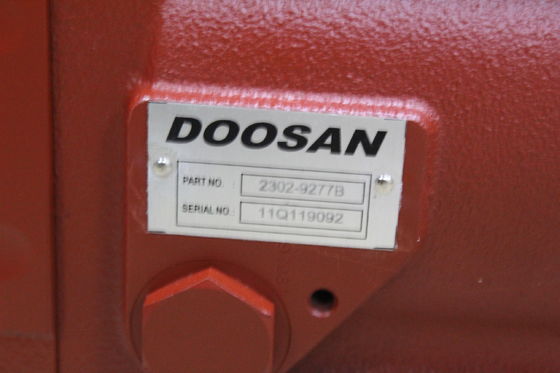 DOOSAN
PART NO. 2302-9277B
SERIAL NO. 11Q119092